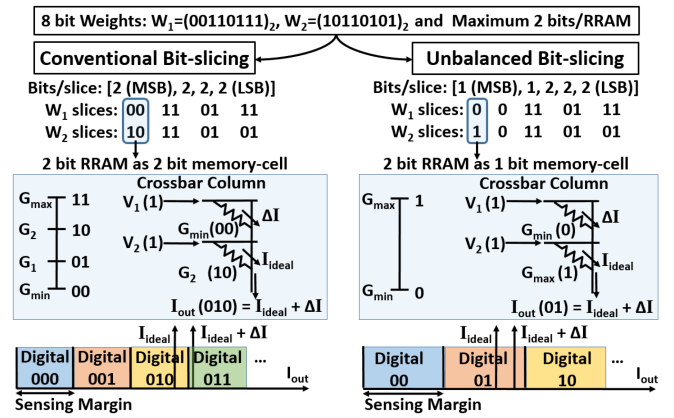 8 bit Weights: W1=(00110111)2, W2=(10110101)2 and Maximum 2 bits/RRAM
Conventional Bit-slicing
Bits/slice: [2 (MSB), 2, 2, 2 (LSB)]
W1 slices: 00 11 01 11
W2 slices: 10 11 01 01
2 bit RRAM as 2 bit memory-cell
Crossbar Column
Gmax 11
G2 10
G1 01
Gmin 00
V1 (1)
ΔI
Gmin(00)
V2 (1)
Iideal
G2 (10)
Iout (010) = Iideal + ΔI
Iideal
Iideal + ΔI
Digital 000
Digital 001
Digital 010
Digital 011
...
Iout
Sensing Margin
Unbalanced Bit-slicing
Bits/slice: [1 (MSB), 1, 2, 2, 2 (LSB)]
W1 slices: 0 0 11 01 11
W2 slices: 1 0 11 01 01
2 bit RRAM as 1 bit memory-cell
Crossbar Column
Gmax 1
Gmin 0
V1 (1)
ΔI
Gmin (0)
V2 (1)
Iideal
Gmax (1)
Iout (01) = Iideal + ΔI
Iideal
Iideal + ΔI
Digital 00
Digital 01
Digital 10
...
Iout
Sensing Margin